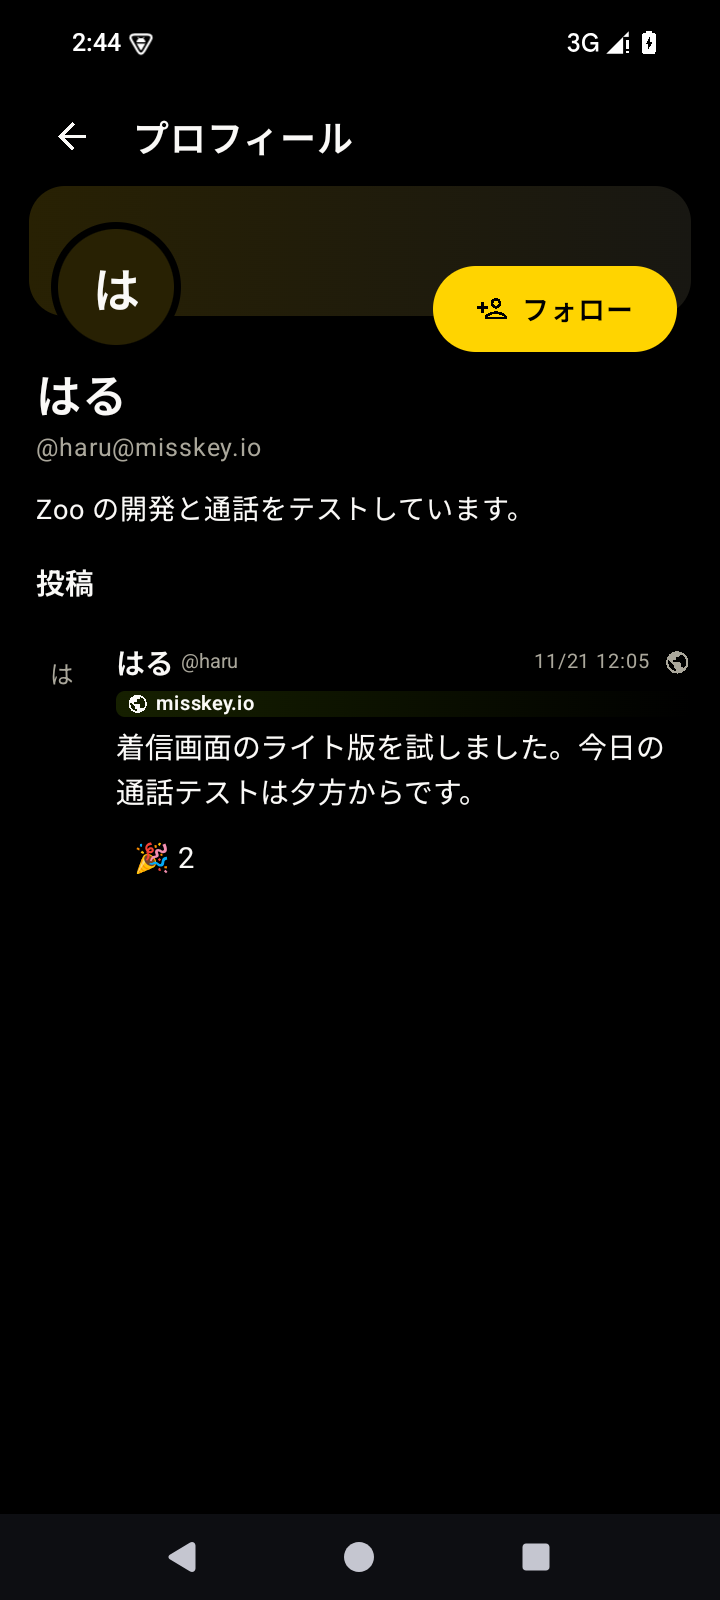 2:44
3G
プロフィール
は
フォロー
はる
@haru@misskey.io
Zoo の開発と通話をテストしています。
投稿
は
はる @haru 11/21 12:05
misskey.io
着信画面のライト版を試しました。今日の
通話テストは夕方からです。
🎉 2